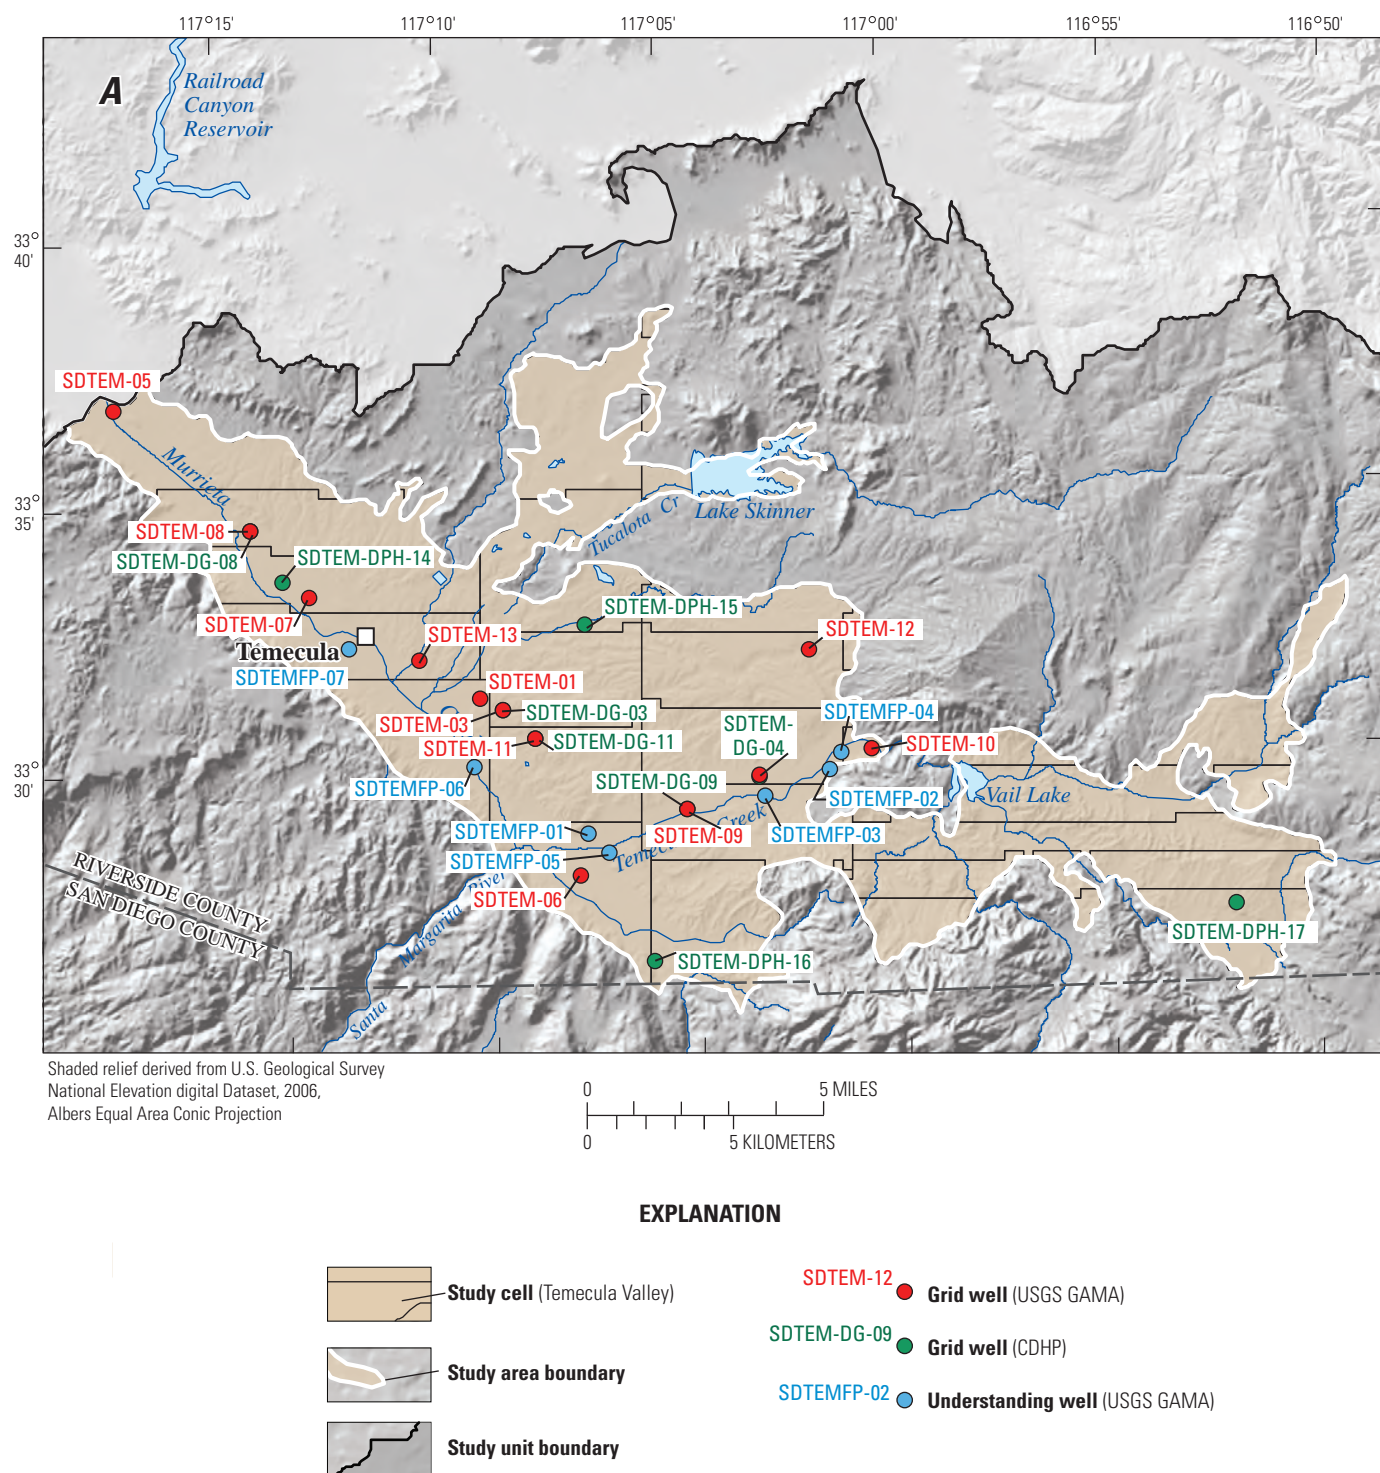 117°15' 117°10' 117°05' 117°00' 116°55' 116°50'
A
Railroad
Canyon
Reservoir
33°
40'
SDTEM-05
Murrieta
33°
35'
Lake Skinner
Tucalota Cr
SDTEM-08
SDTEM-DG-08
SDTEM-DPH-14
SDTEM-07
SDTEM-DPH-15
SDTEM-13
SDTEM-12
Temecula
SDTEMFP-07
SDTEM-01
SDTEM-03
SDTEM-DG-03
SDTEM-11
SDTEM-DG-11
SDTEM-
DG-04
SDTEMFP-04
SDTEM-10
33°
30'
SDTEMFP-06
SDTEM-DG-09
SDTEMFP-02
Vail Lake
SDTEMFP-01
SDTEM-09
Creek
SDTEMFP-03
SDTEMFP-05
SDTEM-06
RIVERSIDE COUNTY
SAN DIEGO COUNTY
Santa Margarita River
SDTEM-DPH-16
SDTEM-DPH-17
Shaded relief derived from U.S. Geological Survey
National Elevation digital Dataset, 2006,
Albers Equal Area Conic Projection
0 5 MILES
0 5 KILOMETERS
EXPLANATION
Study cell (Temecula Valley)
Study area boundary
Study unit boundary
SDTEM-12
Grid well (USGS GAMA)
SDTEM-DG-09
Grid well (CDHP)
SDTEMFP-02
Understanding well (USGS GAMA)